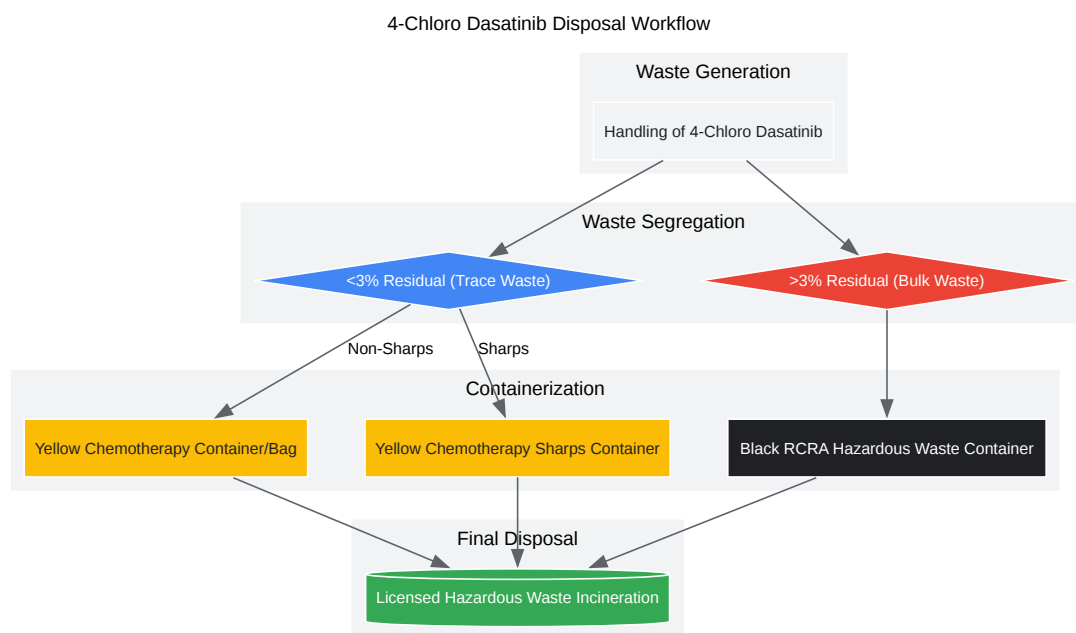 4-Chloro Dasatinib Disposal Workflow
Waste Generation
Handling of 4-Chloro Dasatinib
Waste Segregation
<3% Residual (Trace Waste)
>3% Residual (Bulk Waste)
Non-Sharps
Sharps
Containerization
Yellow Chemotherapy Container/Bag
Yellow Chemotherapy Sharps Container
Black RCRA Hazardous Waste Container
Final Disposal
Licensed Hazardous Waste Incineration